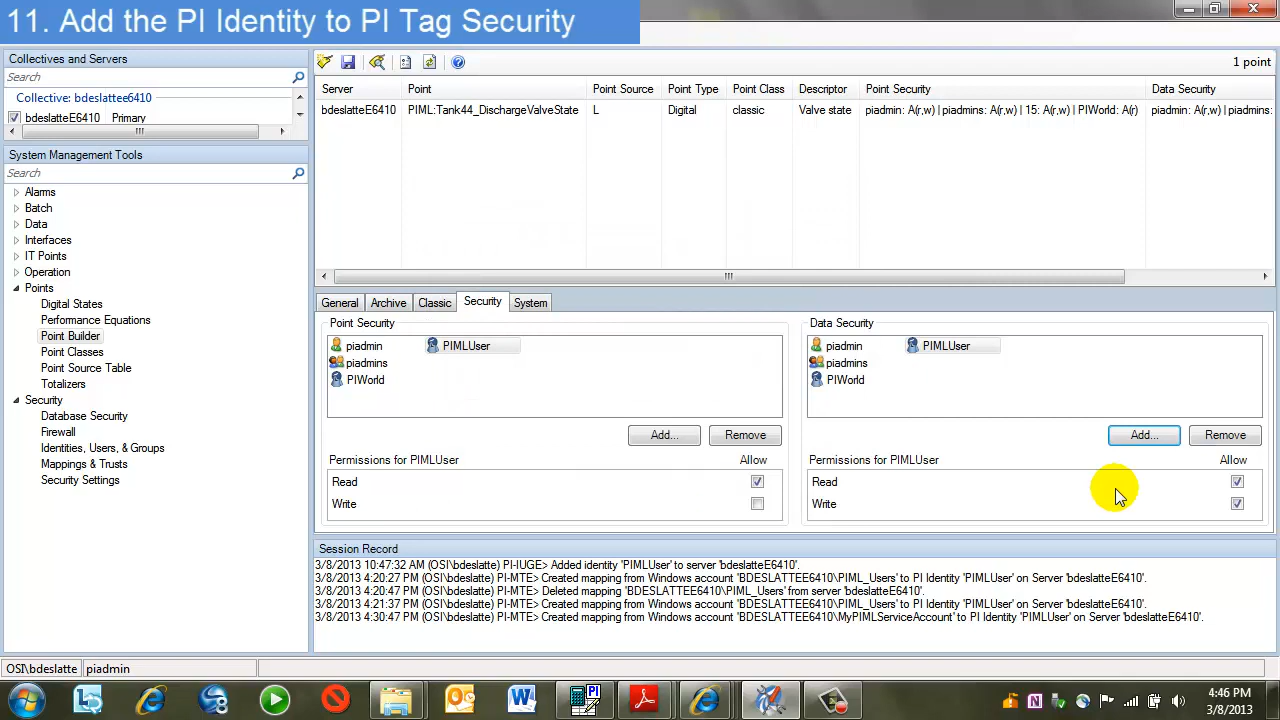 11. Add the PI Identity to PI Tag Security
Collectives and Servers
Search
Collective: bdeslattee6410
bdeslatteE6410 Primary
System Management Tools
Search
Alarms
Batch
Data
Interfaces
IT Points
Operation
Points
Digital States
Performance Equations
Point Builder
Point Classes
Point Source Table
Totalizers
Security
Database Security
Firewall
Identities, Users, & Groups
Mappings & Trusts
Security Settings
1 point
Server Point Point Source Point Type Point Class Descriptor Point Security Data Security
bdeslatteE6410 PIML:Tank44_DischargeValveState L Digital classic Valve state piadmin: A(r,w) | piadmins: A(r,w) | 15: A(r,w) | PIWorld: A(r) piadmin: A(r,w) | piadmins:
General Archive Classic Security System
Point Security
piadmin PIMLUser
piadmins
PIWorld
Add... Remove
Permissions for PIMLUser Allow
Read
Write
Data Security
piadmin PIMLUser
piadmins
PIWorld
Add... Remove
Permissions for PIMLUser Allow
Read
Write
Session Record
3/8/2013 10:47:32 AM (OSI\bdeslatte) PI-IUGE> Added identity 'PIMLUser' to server 'bdeslatteE6410'.
3/8/2013 4:20:27 PM (OSI\bdeslatte) PI-MTE> Created mapping from Windows account 'BDESLATTEE6410\PIML_Users' to PI Identity 'PIMLUser' on Server 'bdeslatteE6410'.
3/8/2013 4:20:47 PM (OSI\bdeslatte) PI-MTE> Deleted mapping 'BDESLATTEE6410\PIML_Users' from server 'bdeslatteE6410'.
3/8/2013 4:21:37 PM (OSI\bdeslatte) PI-MTE> Created mapping from Windows account 'BDESLATTEE6410\PIML_Users' to PI Identity 'PIMLUser' on Server 'bdeslatteE6410'.
3/8/2013 4:30:47 PM (OSI\bdeslatte) PI-MTE> Created mapping from Windows account 'BDESLATTEE6410\MyPIMLServiceAccount' to PI Identity 'PIMLUser' on Server 'bdeslatteE6410'.
OSI\bdeslatte piadmin
4:46 PM
3/8/2013